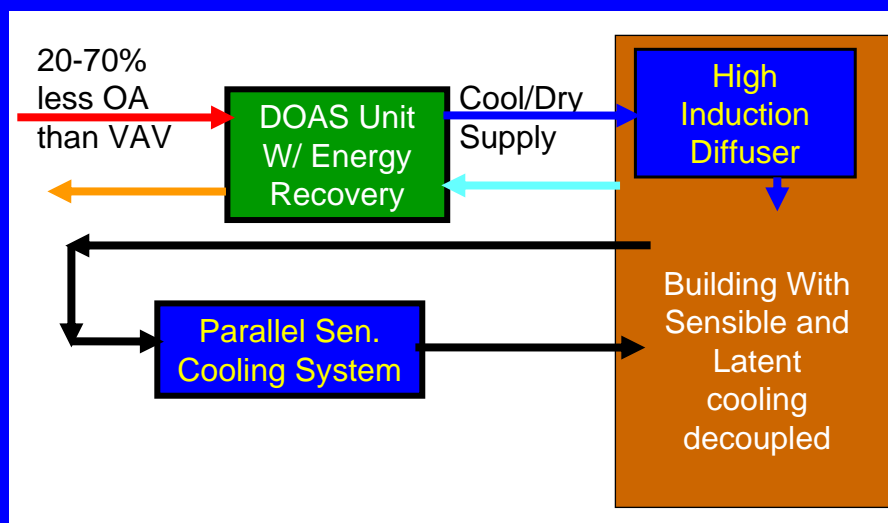 20-70%
less OA
than VAV
DOAS Unit
W/ Energy
Recovery
Cool/Dry
Supply
High
Induction
Diffuser
Parallel Sen.
Cooling System
Building With
Sensible and
Latent
cooling
decoupled